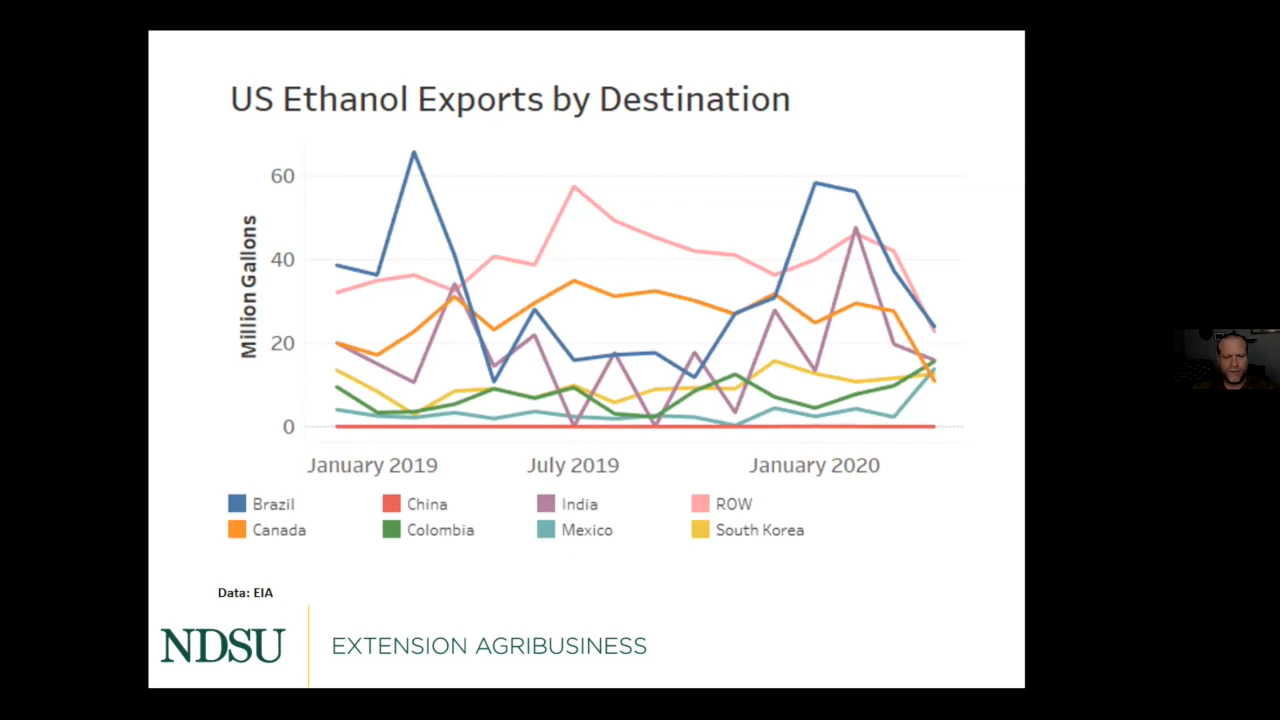 US Ethanol Exports by Destination
Million Gallons
60
40
20
0
January 2019 July 2019 January 2020
Brazil China India ROW
Canada Colombia Mexico South Korea
Data: EIA
NDSU EXTENSION AGRIBUSINESS